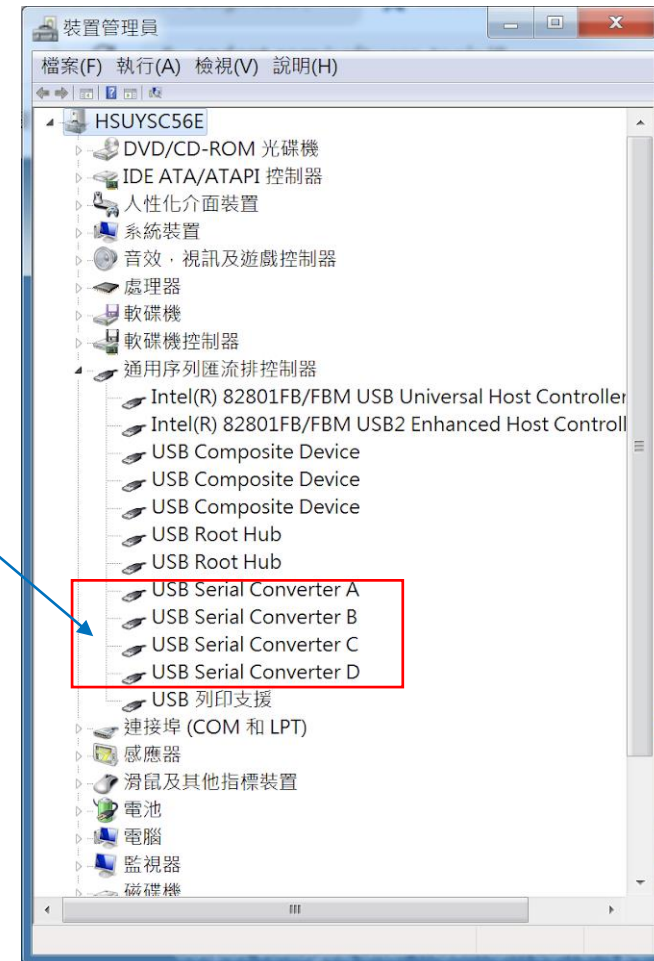 裝置管理員
檔案(F) 執行(A) 檢視(V) 說明(H)
HSUYSC56E
DVD/CD-ROM 光碟機
IDE ATA/ATAPI 控制器
人性化介面裝置
系統裝置
音效，視訊及遊戲控制器
處理器
軟碟機
軟碟機控制器
通用序列匯流排控制器
Intel(R) 82801FB/FBM USB Universal Host Controller
Intel(R) 82801FB/FBM USB2 Enhanced Host Controll
USB Composite Device
USB Composite Device
USB Composite Device
USB Root Hub
USB Root Hub
USB Serial Converter A
USB Serial Converter B
USB Serial Converter C
USB Serial Converter D
USB 列印支援
連接埠 (COM 和 LPT)
感應器
滑鼠及其他指標裝置
電池
電腦
監視器
磁碟機